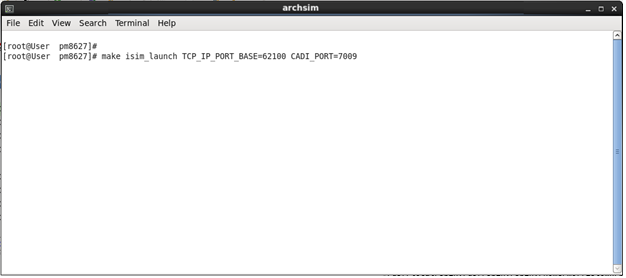 archsim
File Edit View Search Terminal Help
[root@User pm8627]#
[root@User pm8627]# make isim_launch TCP_IP_PORT_BASE=62100 CADI_PORT=7009